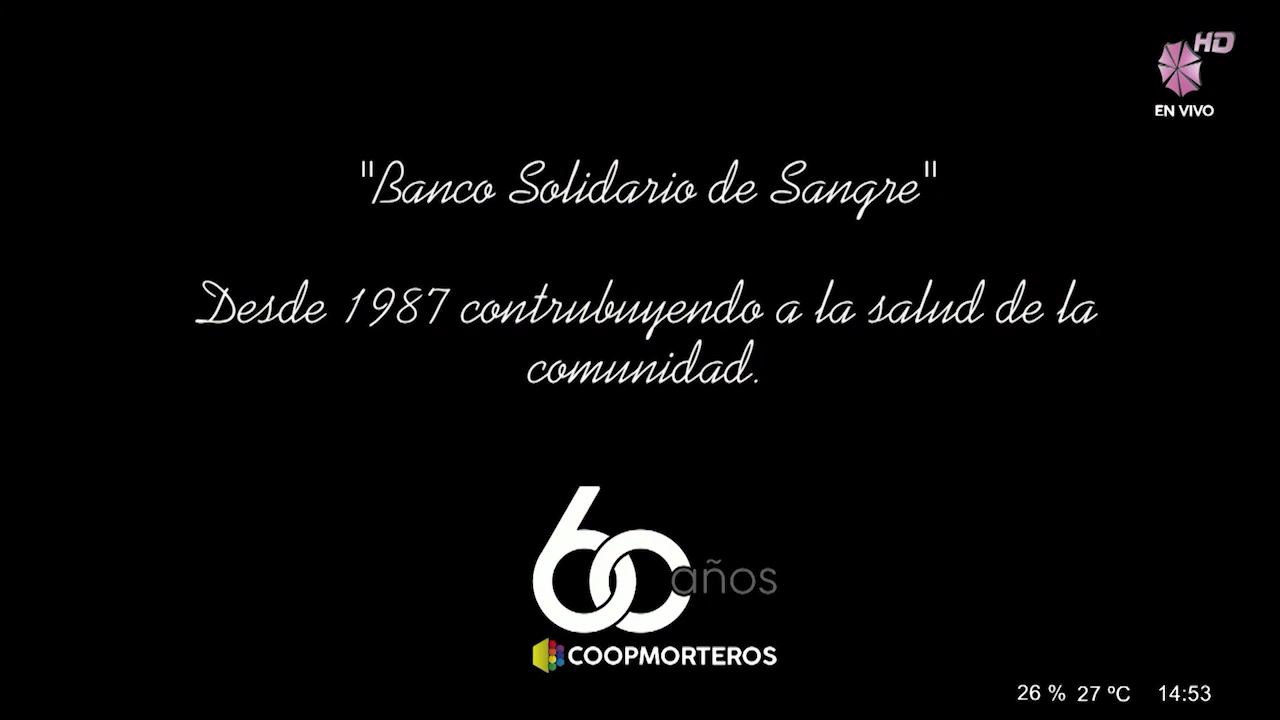 HD
EN VIVO
"Banco Solidario de Sangre"
Desde 1987 contrubuyendo a la salud de la
comunidad.
60 años
COOPMORTEROS
26 % 27 ºC 14:53